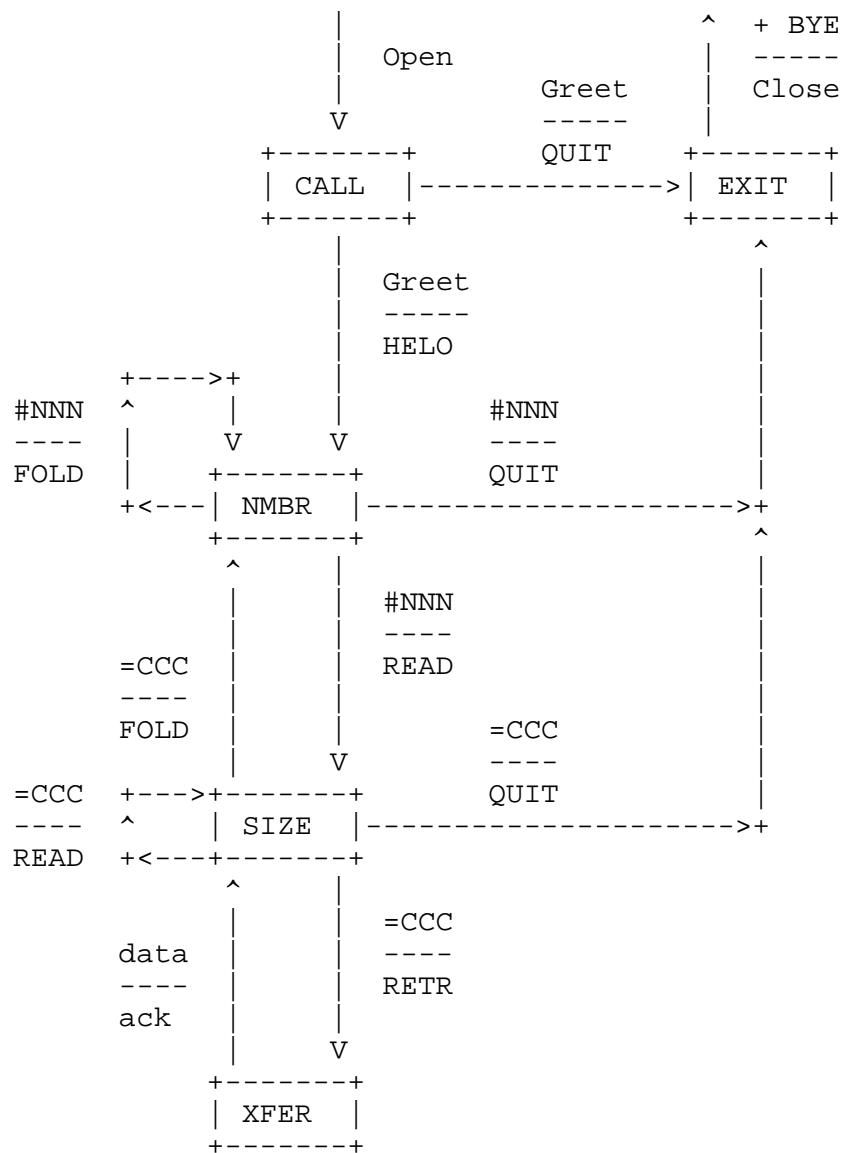 + BYE
Open
-----
Greet
Close
-----
QUIT
CALL
EXIT
Greet
-----
HELO
#NNN
#NNN
----
----
FOLD
QUIT
NMBR
#NNN
----
=CCC
READ
----
FOLD
=CCC
----
=CCC
QUIT
----
SIZE
READ
=CCC
data
----
----
RETR
ack
XFER